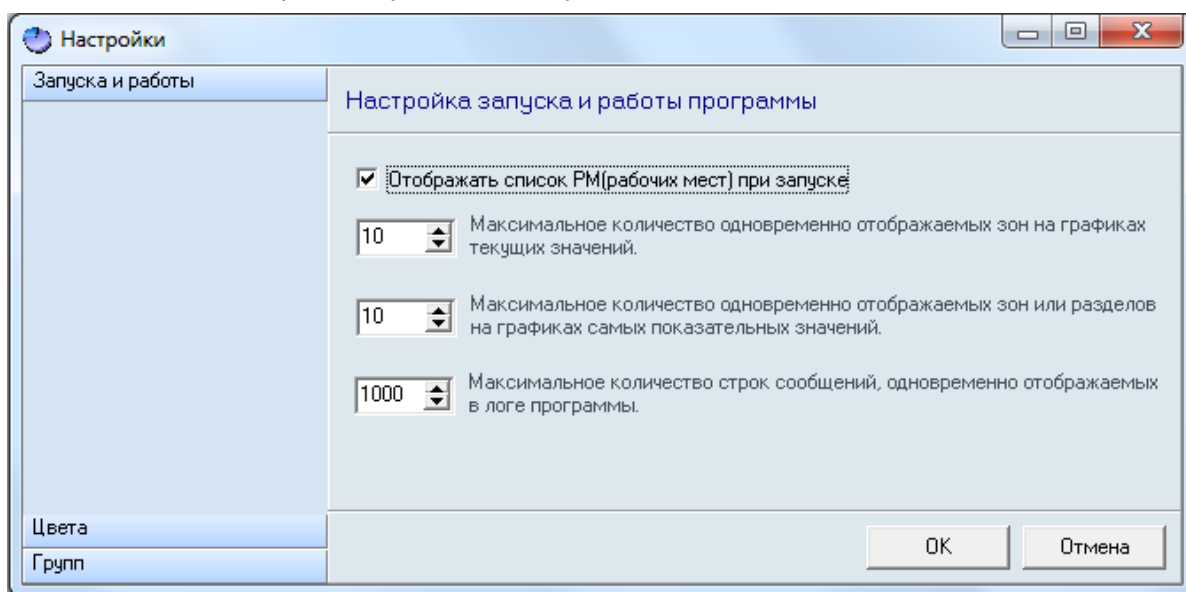 Настройки
Запуска и работы
Настройка запуска и работы программы
Отображать список РМ(рабочих мест) при запуске
10
Максимальное количество одновременно отображаемых зон на графиках
текущих значений.
10
Максимальное количество одновременно отображаемых зон или разделов
на графиках самых показательных значений.
1000
Максимальное количество строк сообщений, одновременно отображаемых
в логе программы.
Цвета
Групп
OK
Отмена